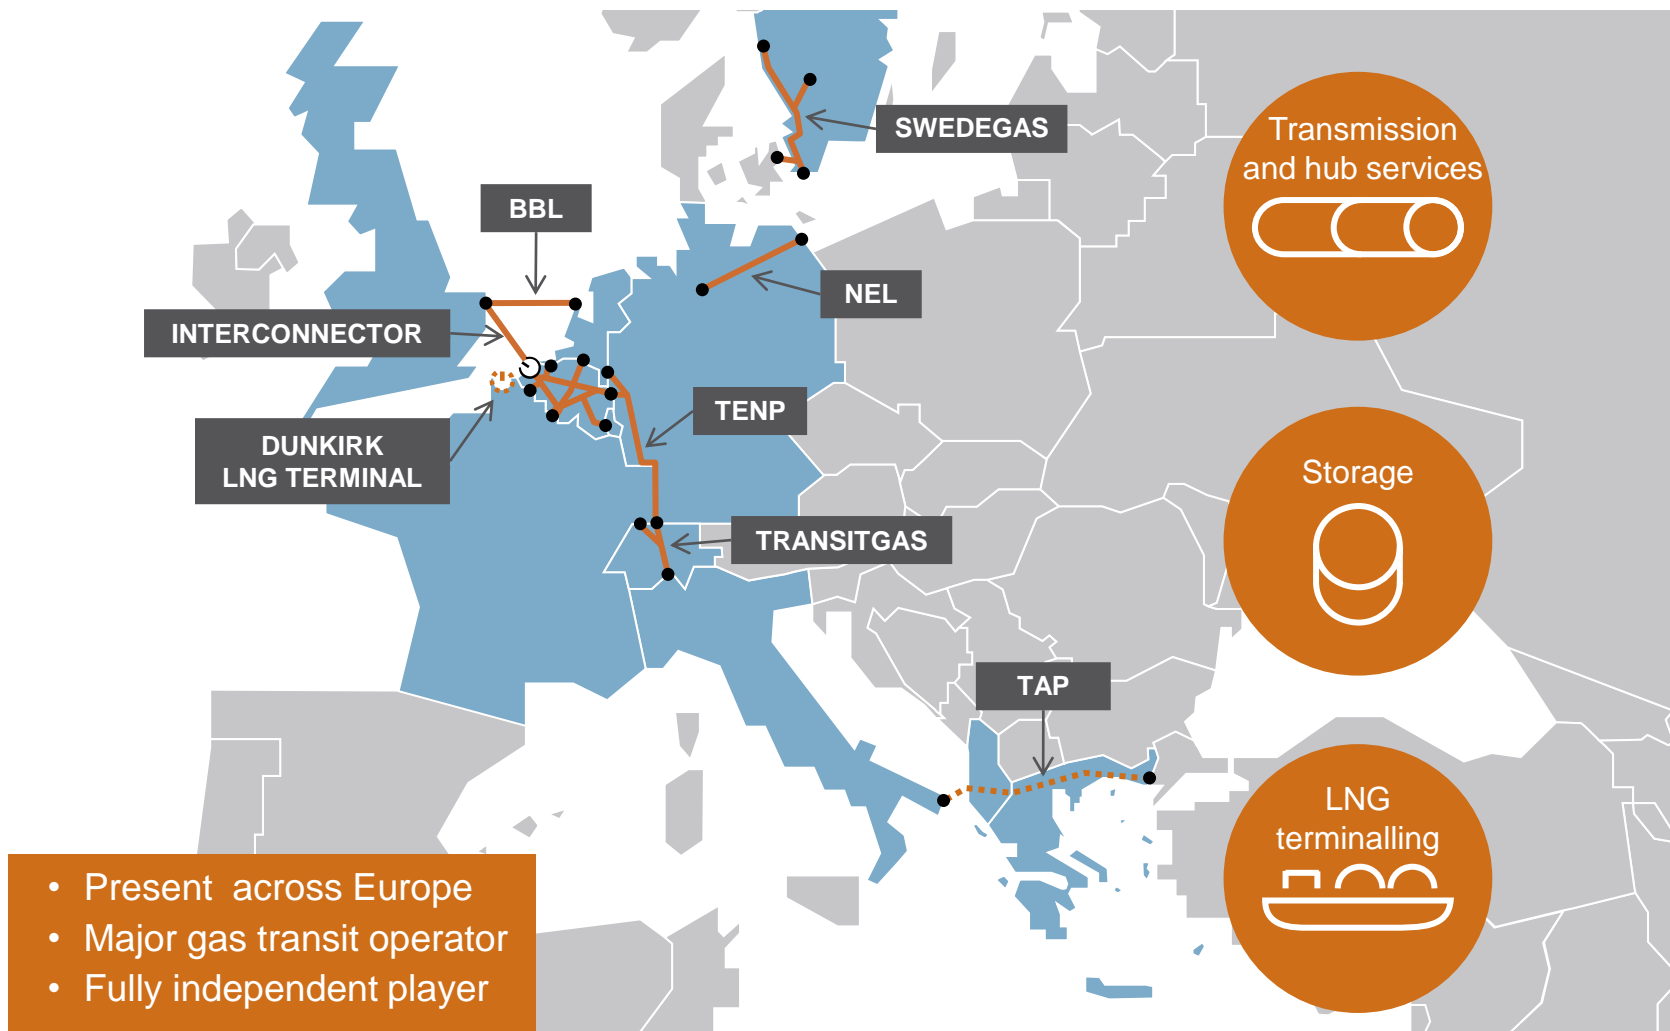 SWEDEGAS
BBL
NEL
INTERCONNECTOR
TENP
DUNKIRK
LNG TERMINAL
TRANSITGAS
TAP
Transmission
and hub services
Storage
LNG
terminalling
• Present across Europe
• Major gas transit operator
• Fully independent player